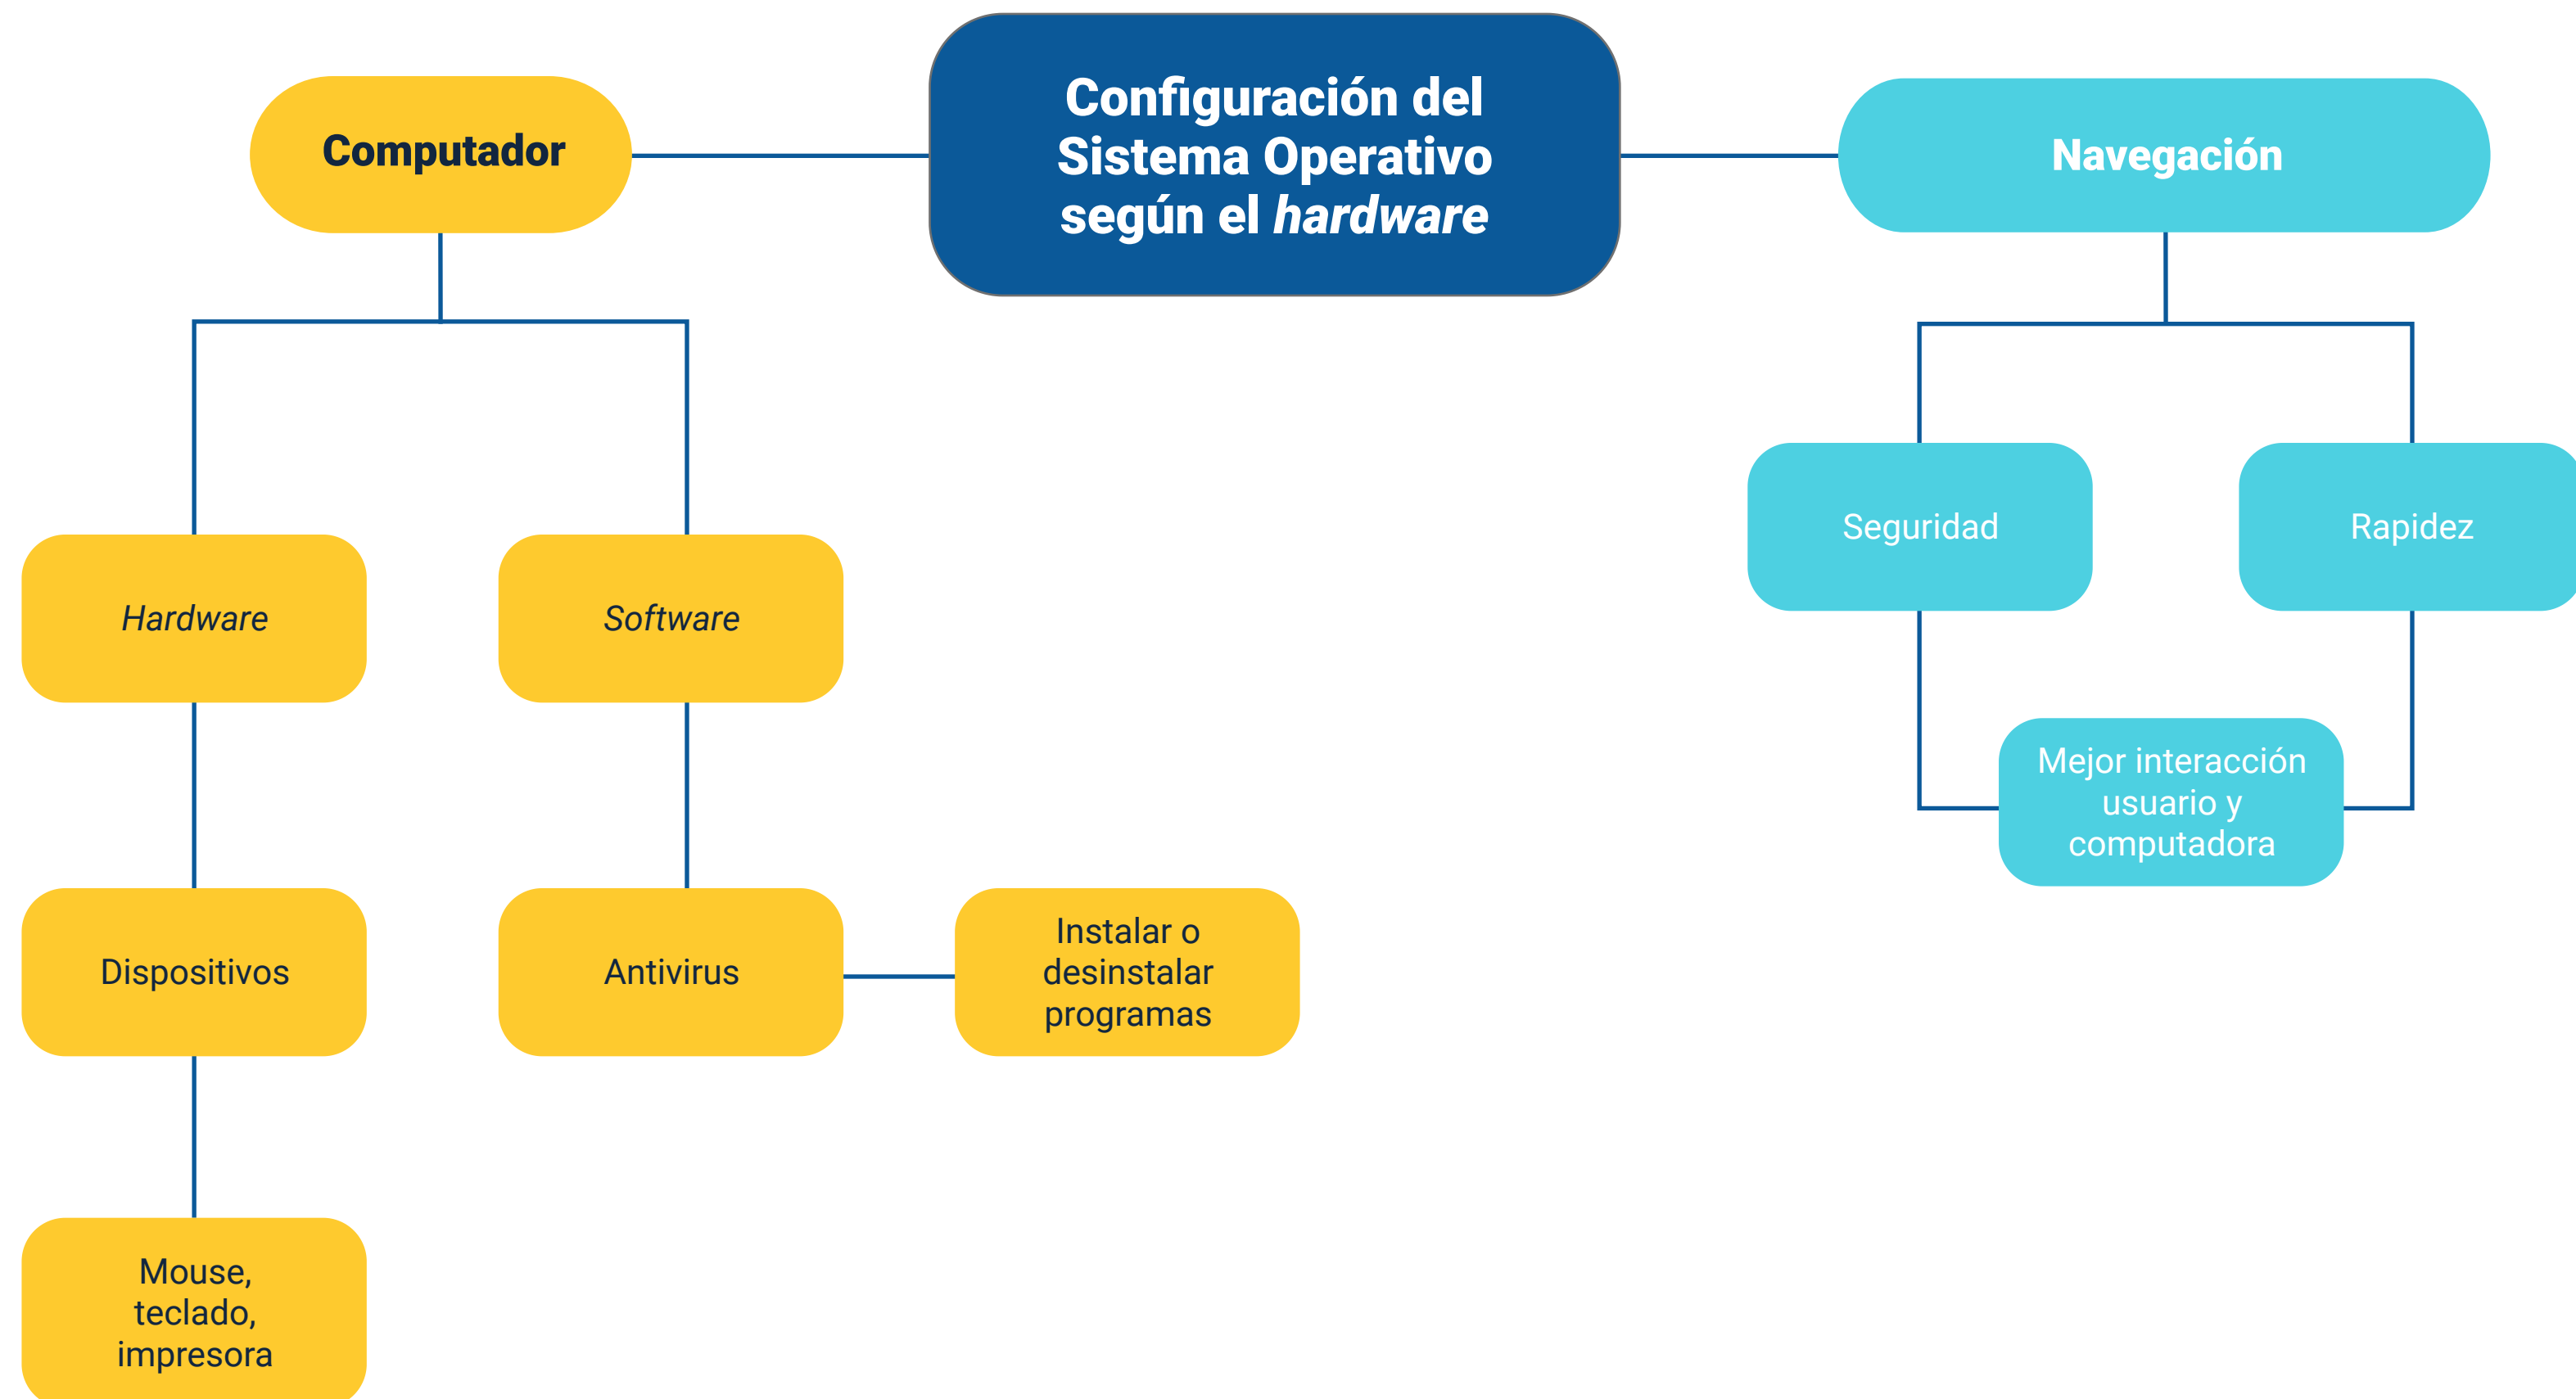 Configuración del
Sistema Operativo
según el hardware
Computador
Navegación
Hardware
Software
Seguridad
Rapidez
Mejor interacción
usuario y
computadora
Dispositivos
Antivirus
Instalar o
desinstalar
programas
Mouse,
teclado,
impresora